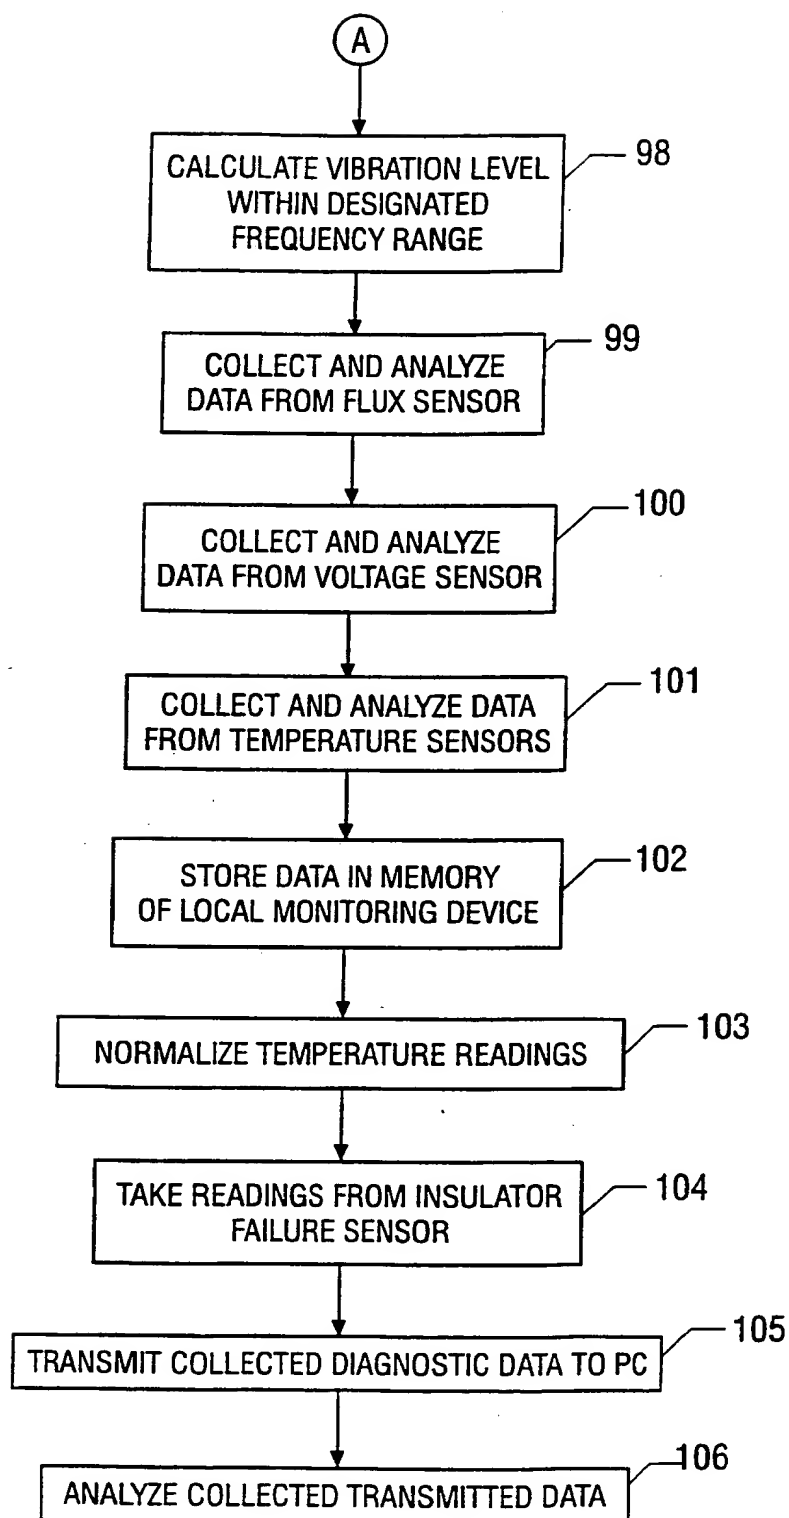 A
CALCULATE VIBRATION LEVEL
WITHIN DESIGNATED
FREQUENCY RANGE
98
COLLECT AND ANALYZE
DATA FROM FLUX SENSOR
99
COLLECT AND ANALYZE
DATA FROM VOLTAGE SENSOR
100
COLLECT AND ANALYZE DATA
FROM TEMPERATURE SENSORS
101
STORE DATA IN MEMORY
OF LOCAL MONITORING DEVICE
102
NORMALIZE TEMPERATURE READINGS
103
TAKE READINGS FROM INSULATOR
FAILURE SENSOR
104
TRANSMIT COLLECTED DIAGNOSTIC DATA TO PC
105
ANALYZE COLLECTED TRANSMITTED DATA
106